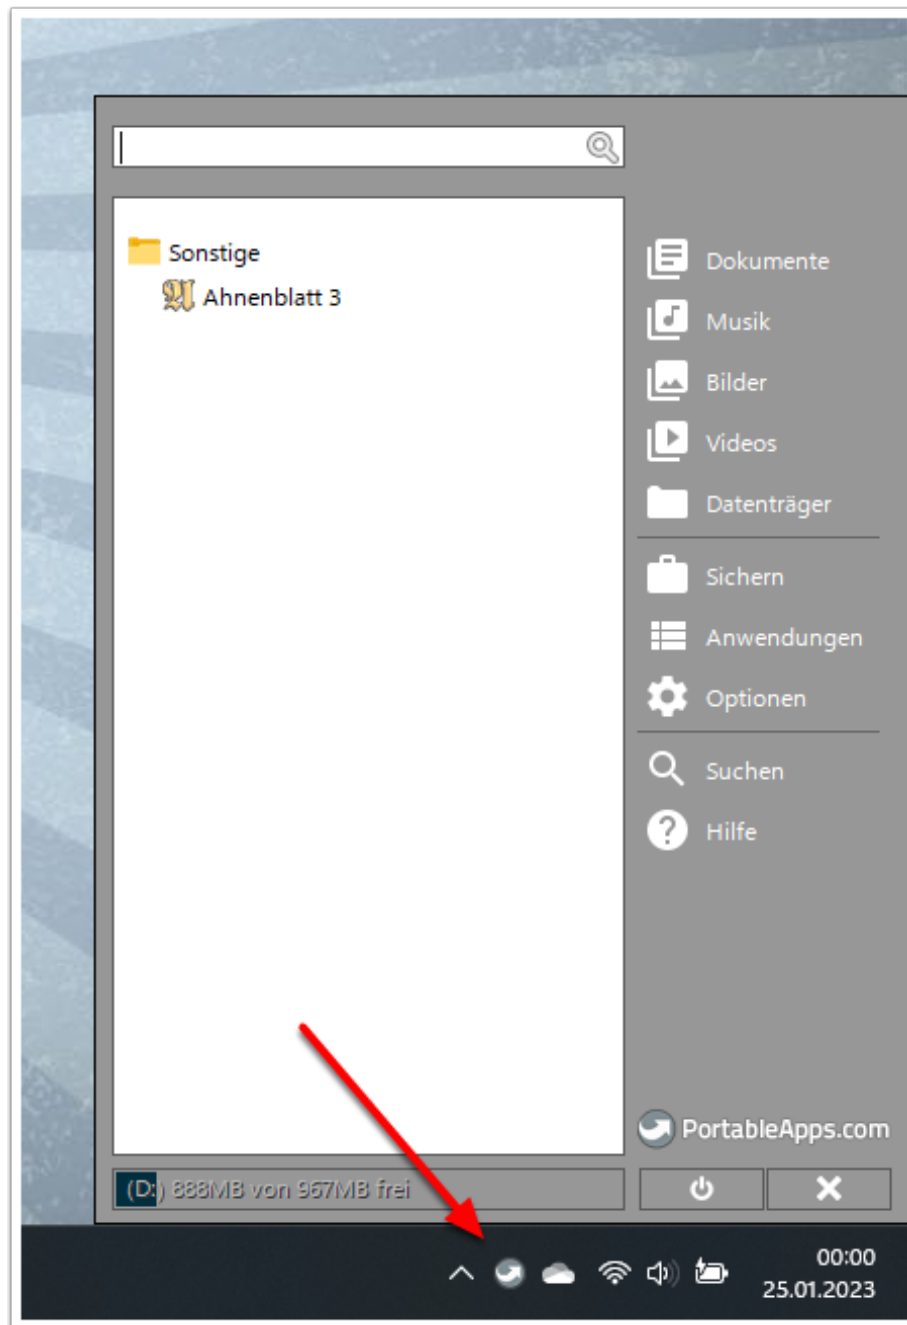 Sonstige
Ahnenblatt 3
Dokumente
Musik
Bilder
Videos
Datenträger
Sichern
Anwendungen
Optionen
Suchen
Hilfe
PortableApps.com
(D:) 888MB von 967MB frei
00:00
25.01.2023